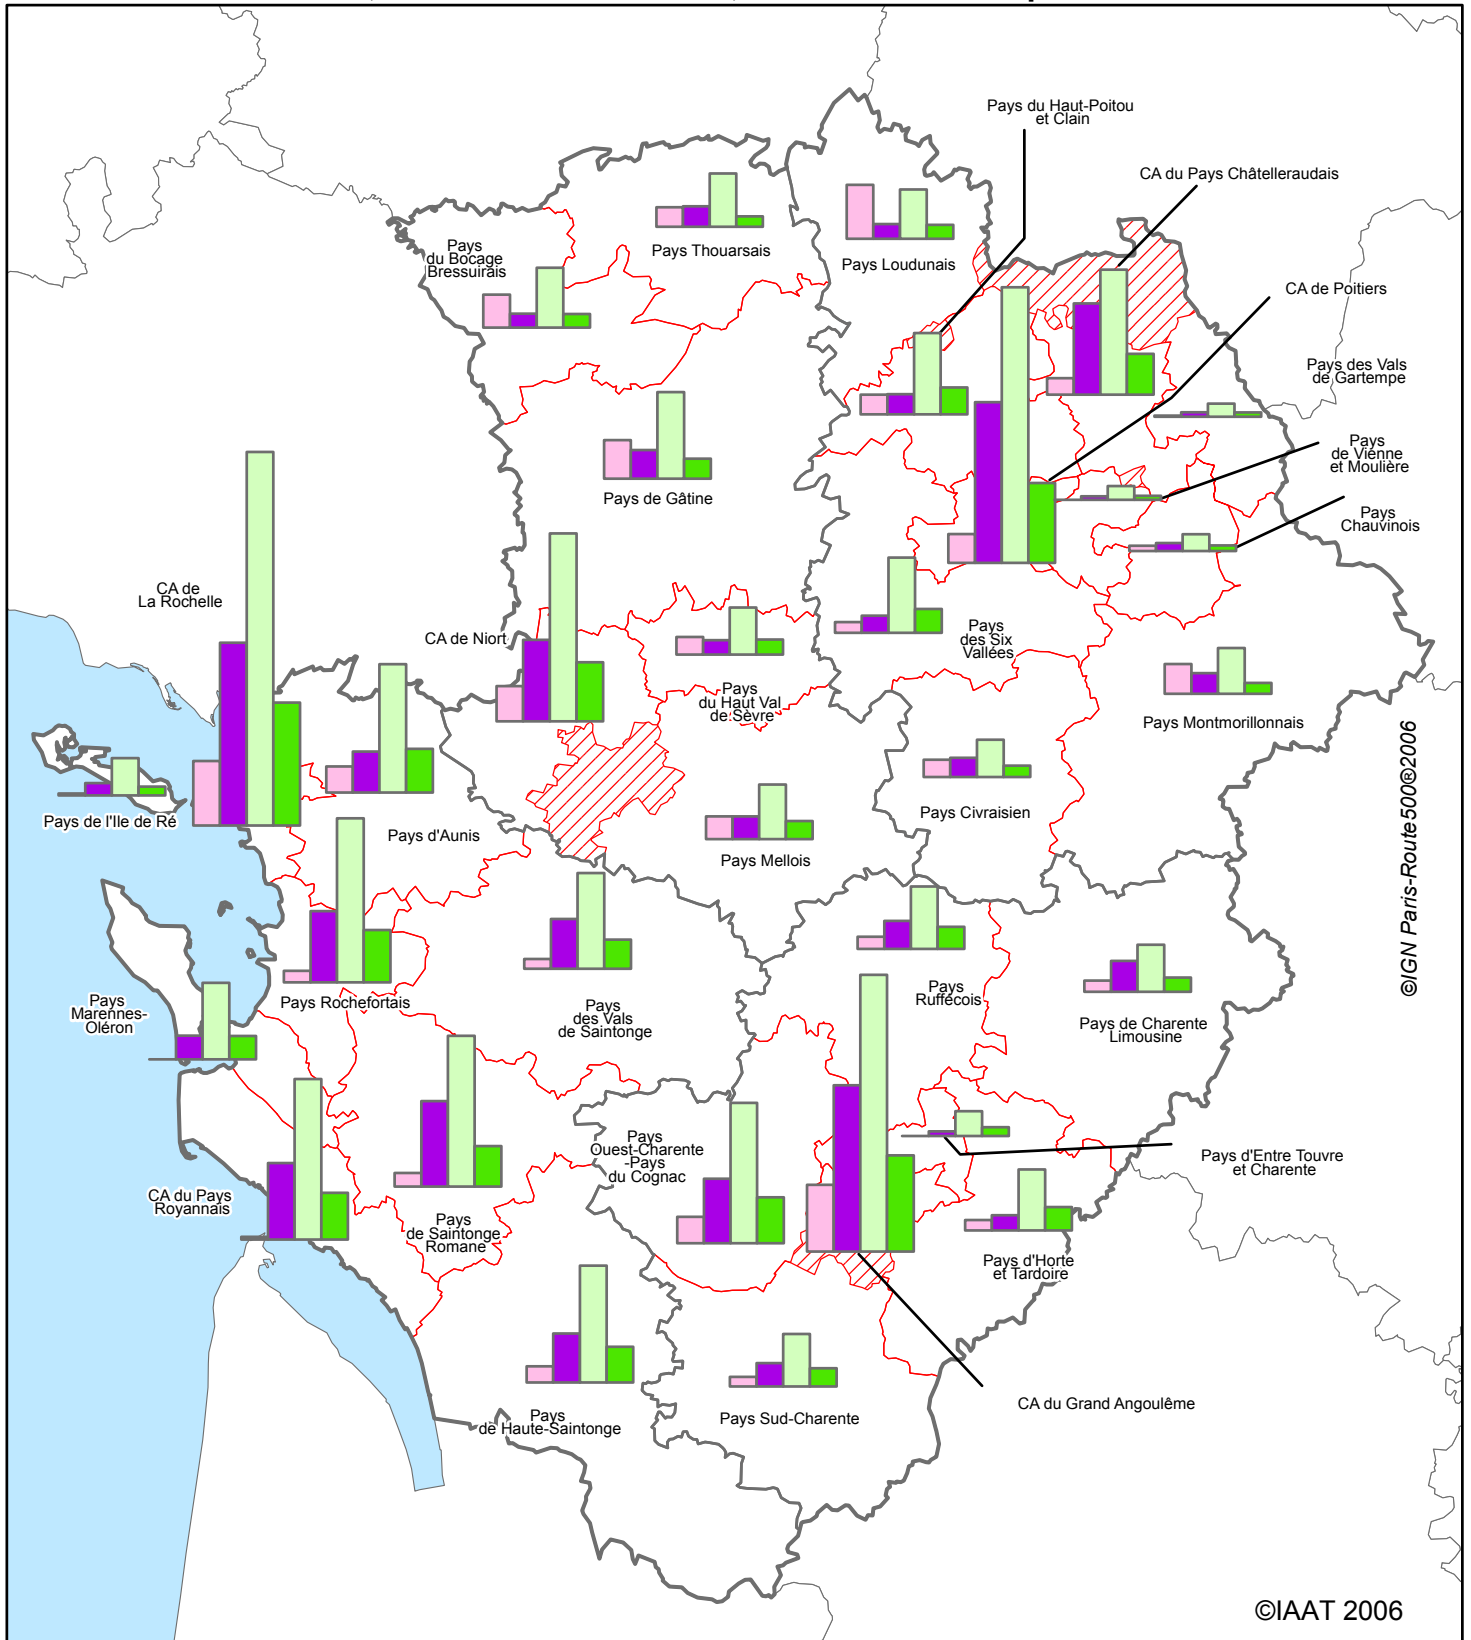 Pays du Haut-Poitou
et Clain
CA du Pays Châtelleraudais
Pays
du Bocage
Bressuirais
Pays Thouarsais
Pays Loudunais
CA de Poitiers
Pays des Vals
de Gartempe
Pays
de Vienne
et Moulière
Pays de Gâtine
Pays
Chauvinois
CA de
La Rochelle
CA de Niort
Pays
des Six
Vallées
Pays
du Haut Val
de Sèvre
Pays Montmorillonnais
Pays de l'Ile de Ré
Pays d'Aunis
Pays Civraisien
Pays Mellois
©IGN Paris-Route500®2006
Pays
Marennes-
Oléron
Pays Rochefortais
Pays
des Vals
de Saintonge
Pays
Ruffécois
Pays de Charente
Limousine
Pays
Ouest-Charente
-Pays
du Cognac
Pays d'Entre Touvre
et Charente
CA du Pays
Royannais
Pays
de Saintonge
Romane
Pays d'Horte
et Tardoire
Pays
de Haute-Saintonge
Pays Sud-Charente
CA du Grand Angoulême
©IAAT 2006